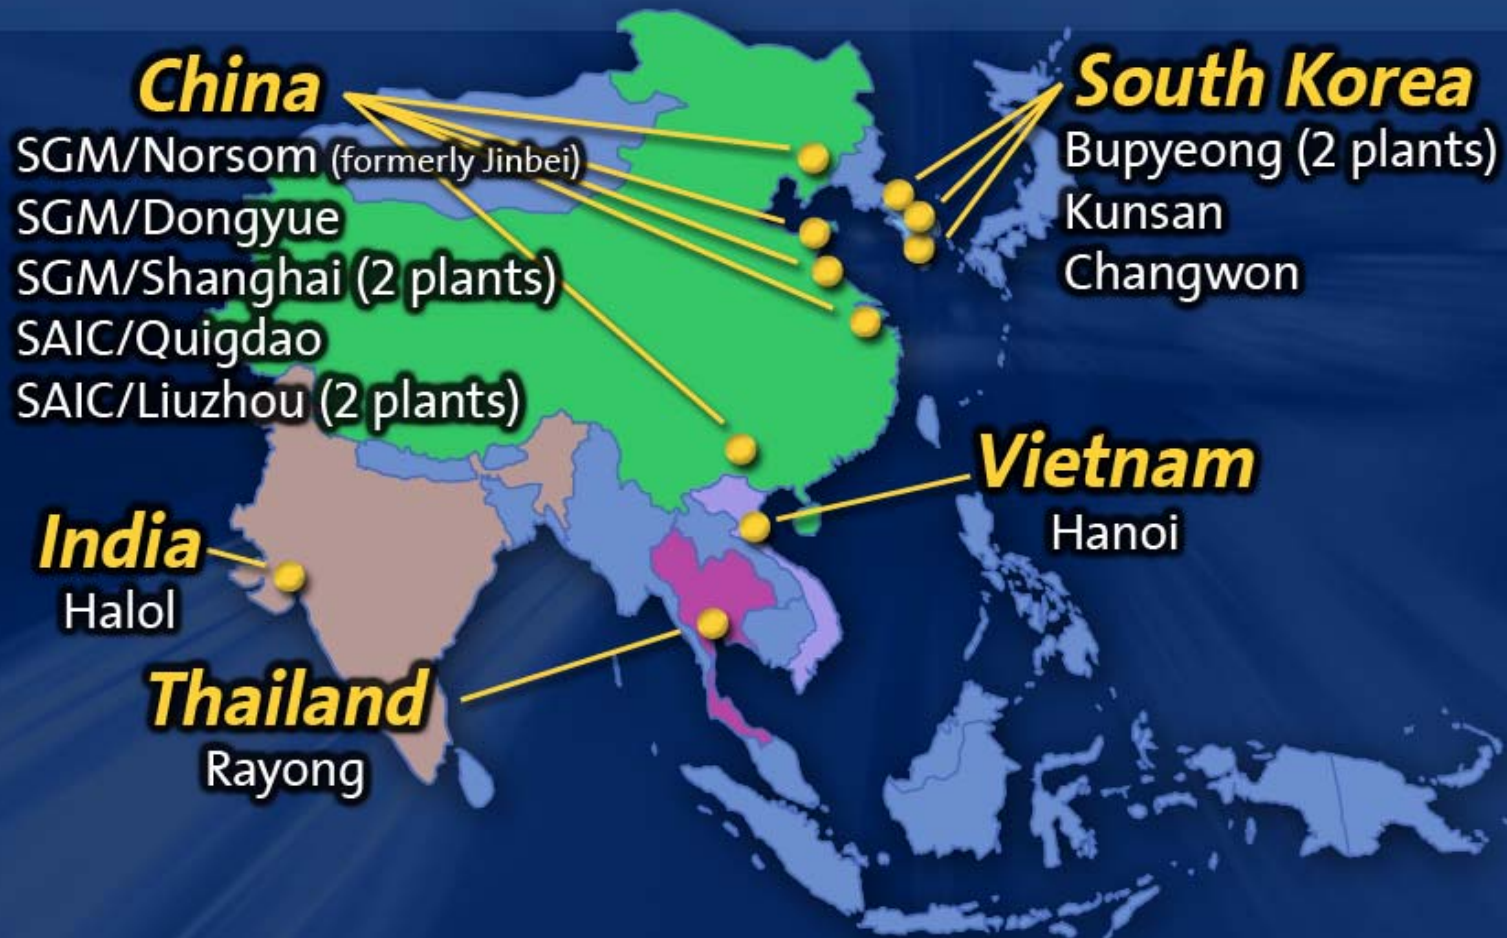 China
SGM/Norsom (formerly Jinbei)
SGM/Dongyue
SGM/Shanghai (2 plants)
SAIC/Quigdao
SAIC/Liuzhou (2 plants)
South Korea
Bupyeong (2 plants)
Kunsan
Changwon
Vietnam
Hanoi
India
Halol
Thailand
Rayong